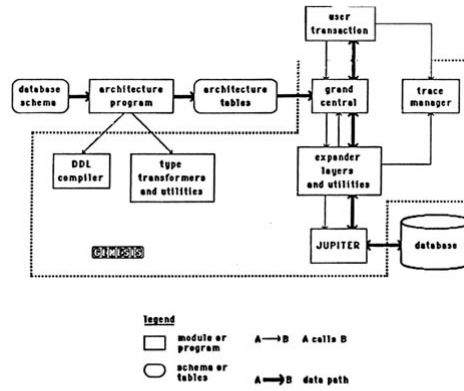 user
transaction
database
schema
architecture
program
architecture
tables
grand
central
trace
manager
DDL
compiler
type
transformers
and utilities
expander
layers
and utilities
GENESIS
JUPITER
database
legend
module or
program
A B A calls B
schema or
tables
A B data path